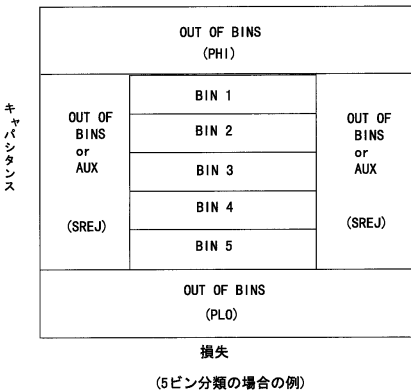 OUT OF BINS
(PHI)
キャパシタンス
OUT OF
BINS
or
AUX
(SREJ)
BIN 1
BIN 2
BIN 3
BIN 4
BIN 5
OUT OF
BINS
or
AUX
(SREJ)
OUT OF BINS
(PLO)
損失
(5ビン分類の場合の例)